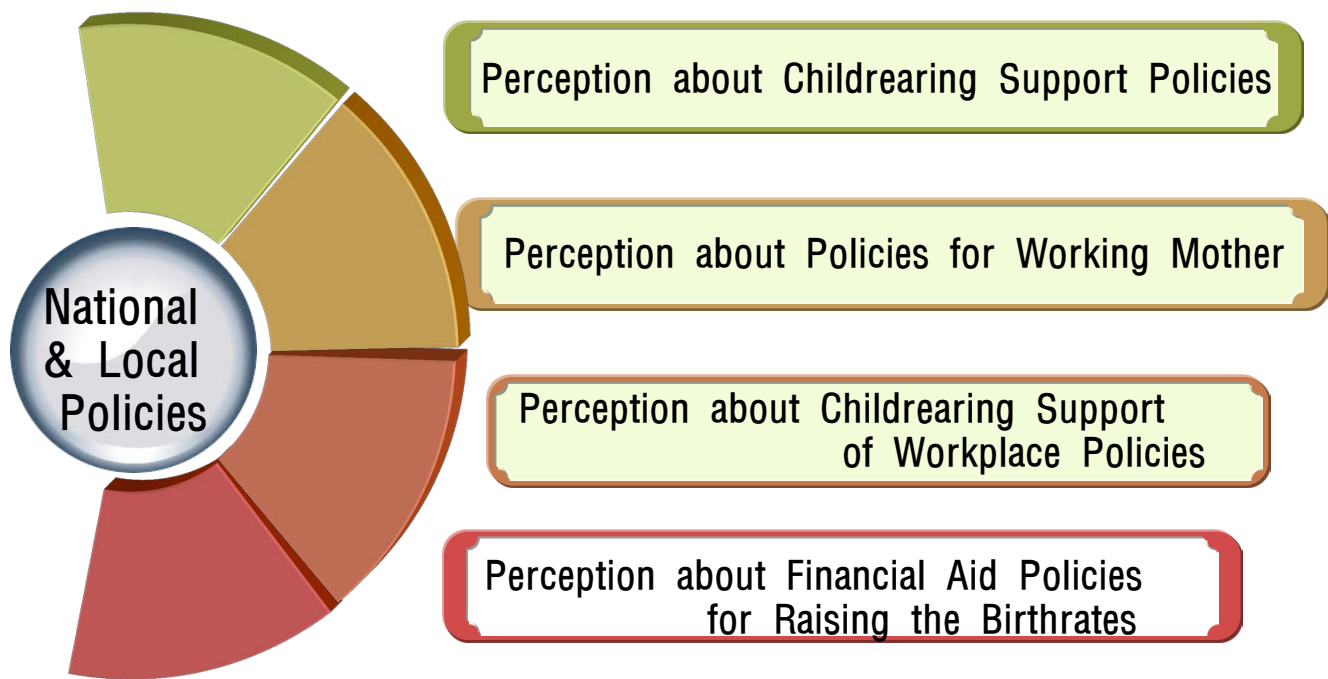 Perception about Childrearing Support Policies
Perception about Policies for Working Mother
National
& Local
Policies
Perception about Childrearing Support
of Workplace Policies
Perception about Financial Aid Policies
for Raising the Birthrates